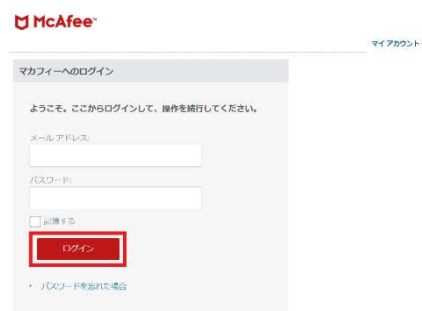 McAfee™
マイ アカウント
マカフィーへのログイン
ようこそ。ここからログインして、操作を続行してください。
メール アドレス:
パスワード:
記憶する
ログイン
パスワードを忘れた場合